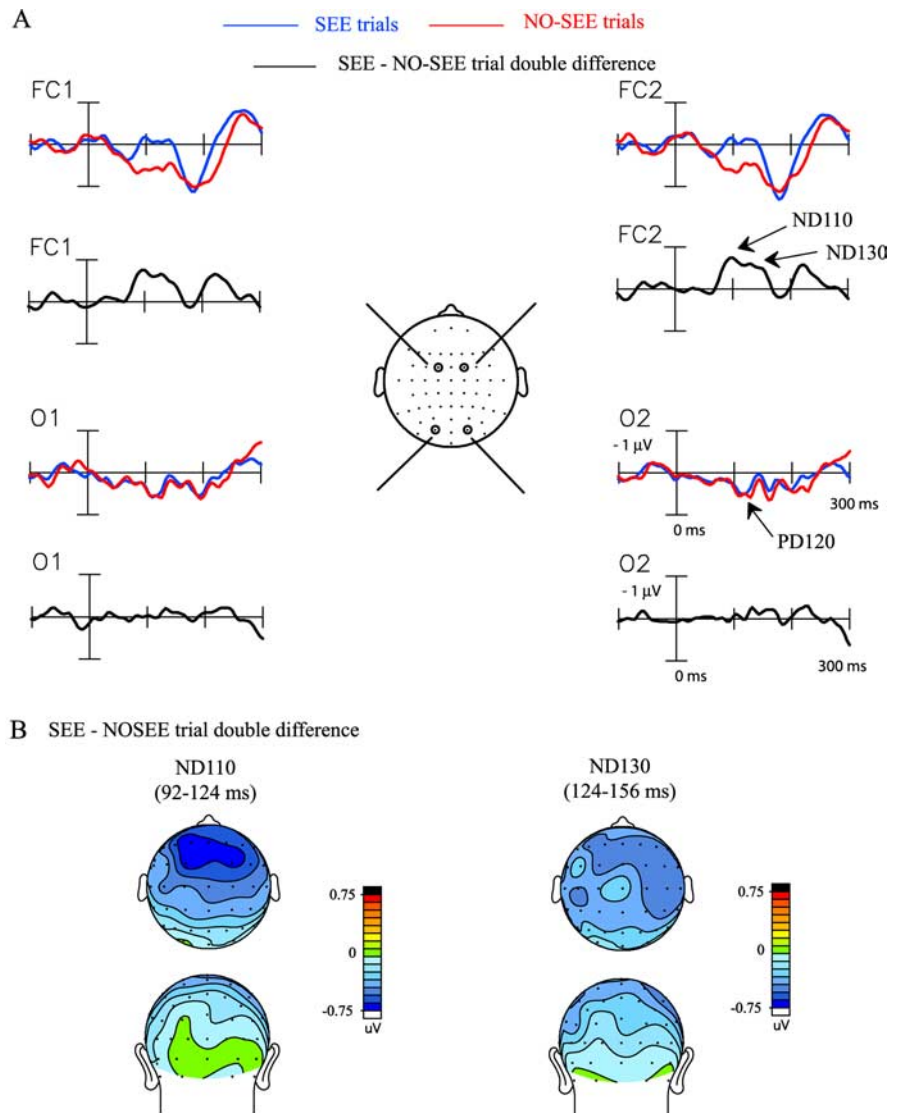 A
SEE trials
NO-SEE trials
SEE - NO-SEE trial double difference
FC1
FC2
FC1
FC2
ND110
ND130
O1
O2
- 1 µV
0 ms
300 ms
PD120
O1
O2
- 1 µV
0 ms
300 ms
B SEE - NOSEE trial double difference
ND110
(92-124 ms)
ND130
(124-156 ms)
0.75
0
-0.75
uV
0.75
0
-0.75
uV